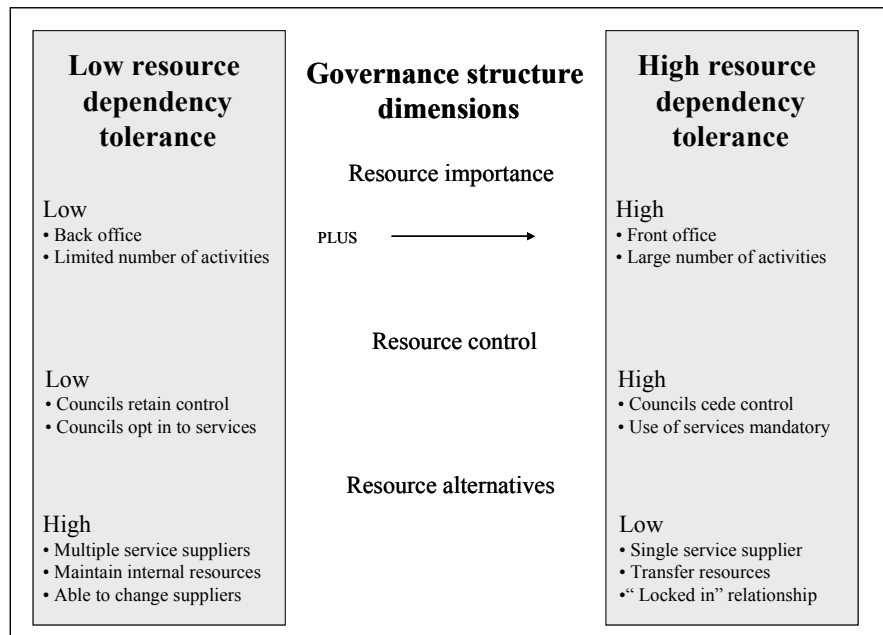 Low resource
dependency
tolerance
Low
• Back office
• Limited number of activities
Low
• Councils retain control
• Councils opt in to services
High
• Multiple service suppliers
• Maintain internal resources
• Able to change suppliers
Governance structure
dimensions
Resource importance
PLUS
Resource control
Resource alternatives
High resource
dependency
tolerance
High
• Front office
• Large number of activities
High
• Councils cede control
• Use of services mandatory
Low
• Single service supplier
• Transfer resources
•“ Locked in” relationship